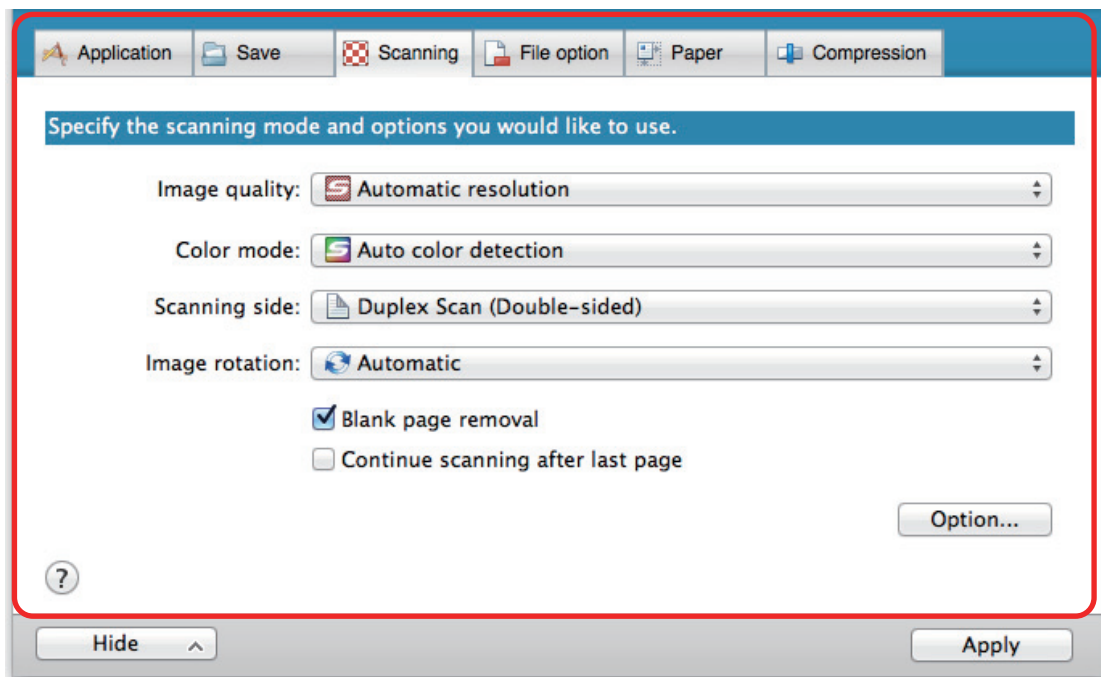 Application Save Scanning File option Paper Compression
Specify the scanning mode and options you would like to use.
Image quality: Automatic resolution
Color mode: Auto color detection
Scanning side: Duplex Scan (Double-sided)
Image rotation: Automatic
Blank page removal
Continue scanning after last page
Option...
?
Hide Apply